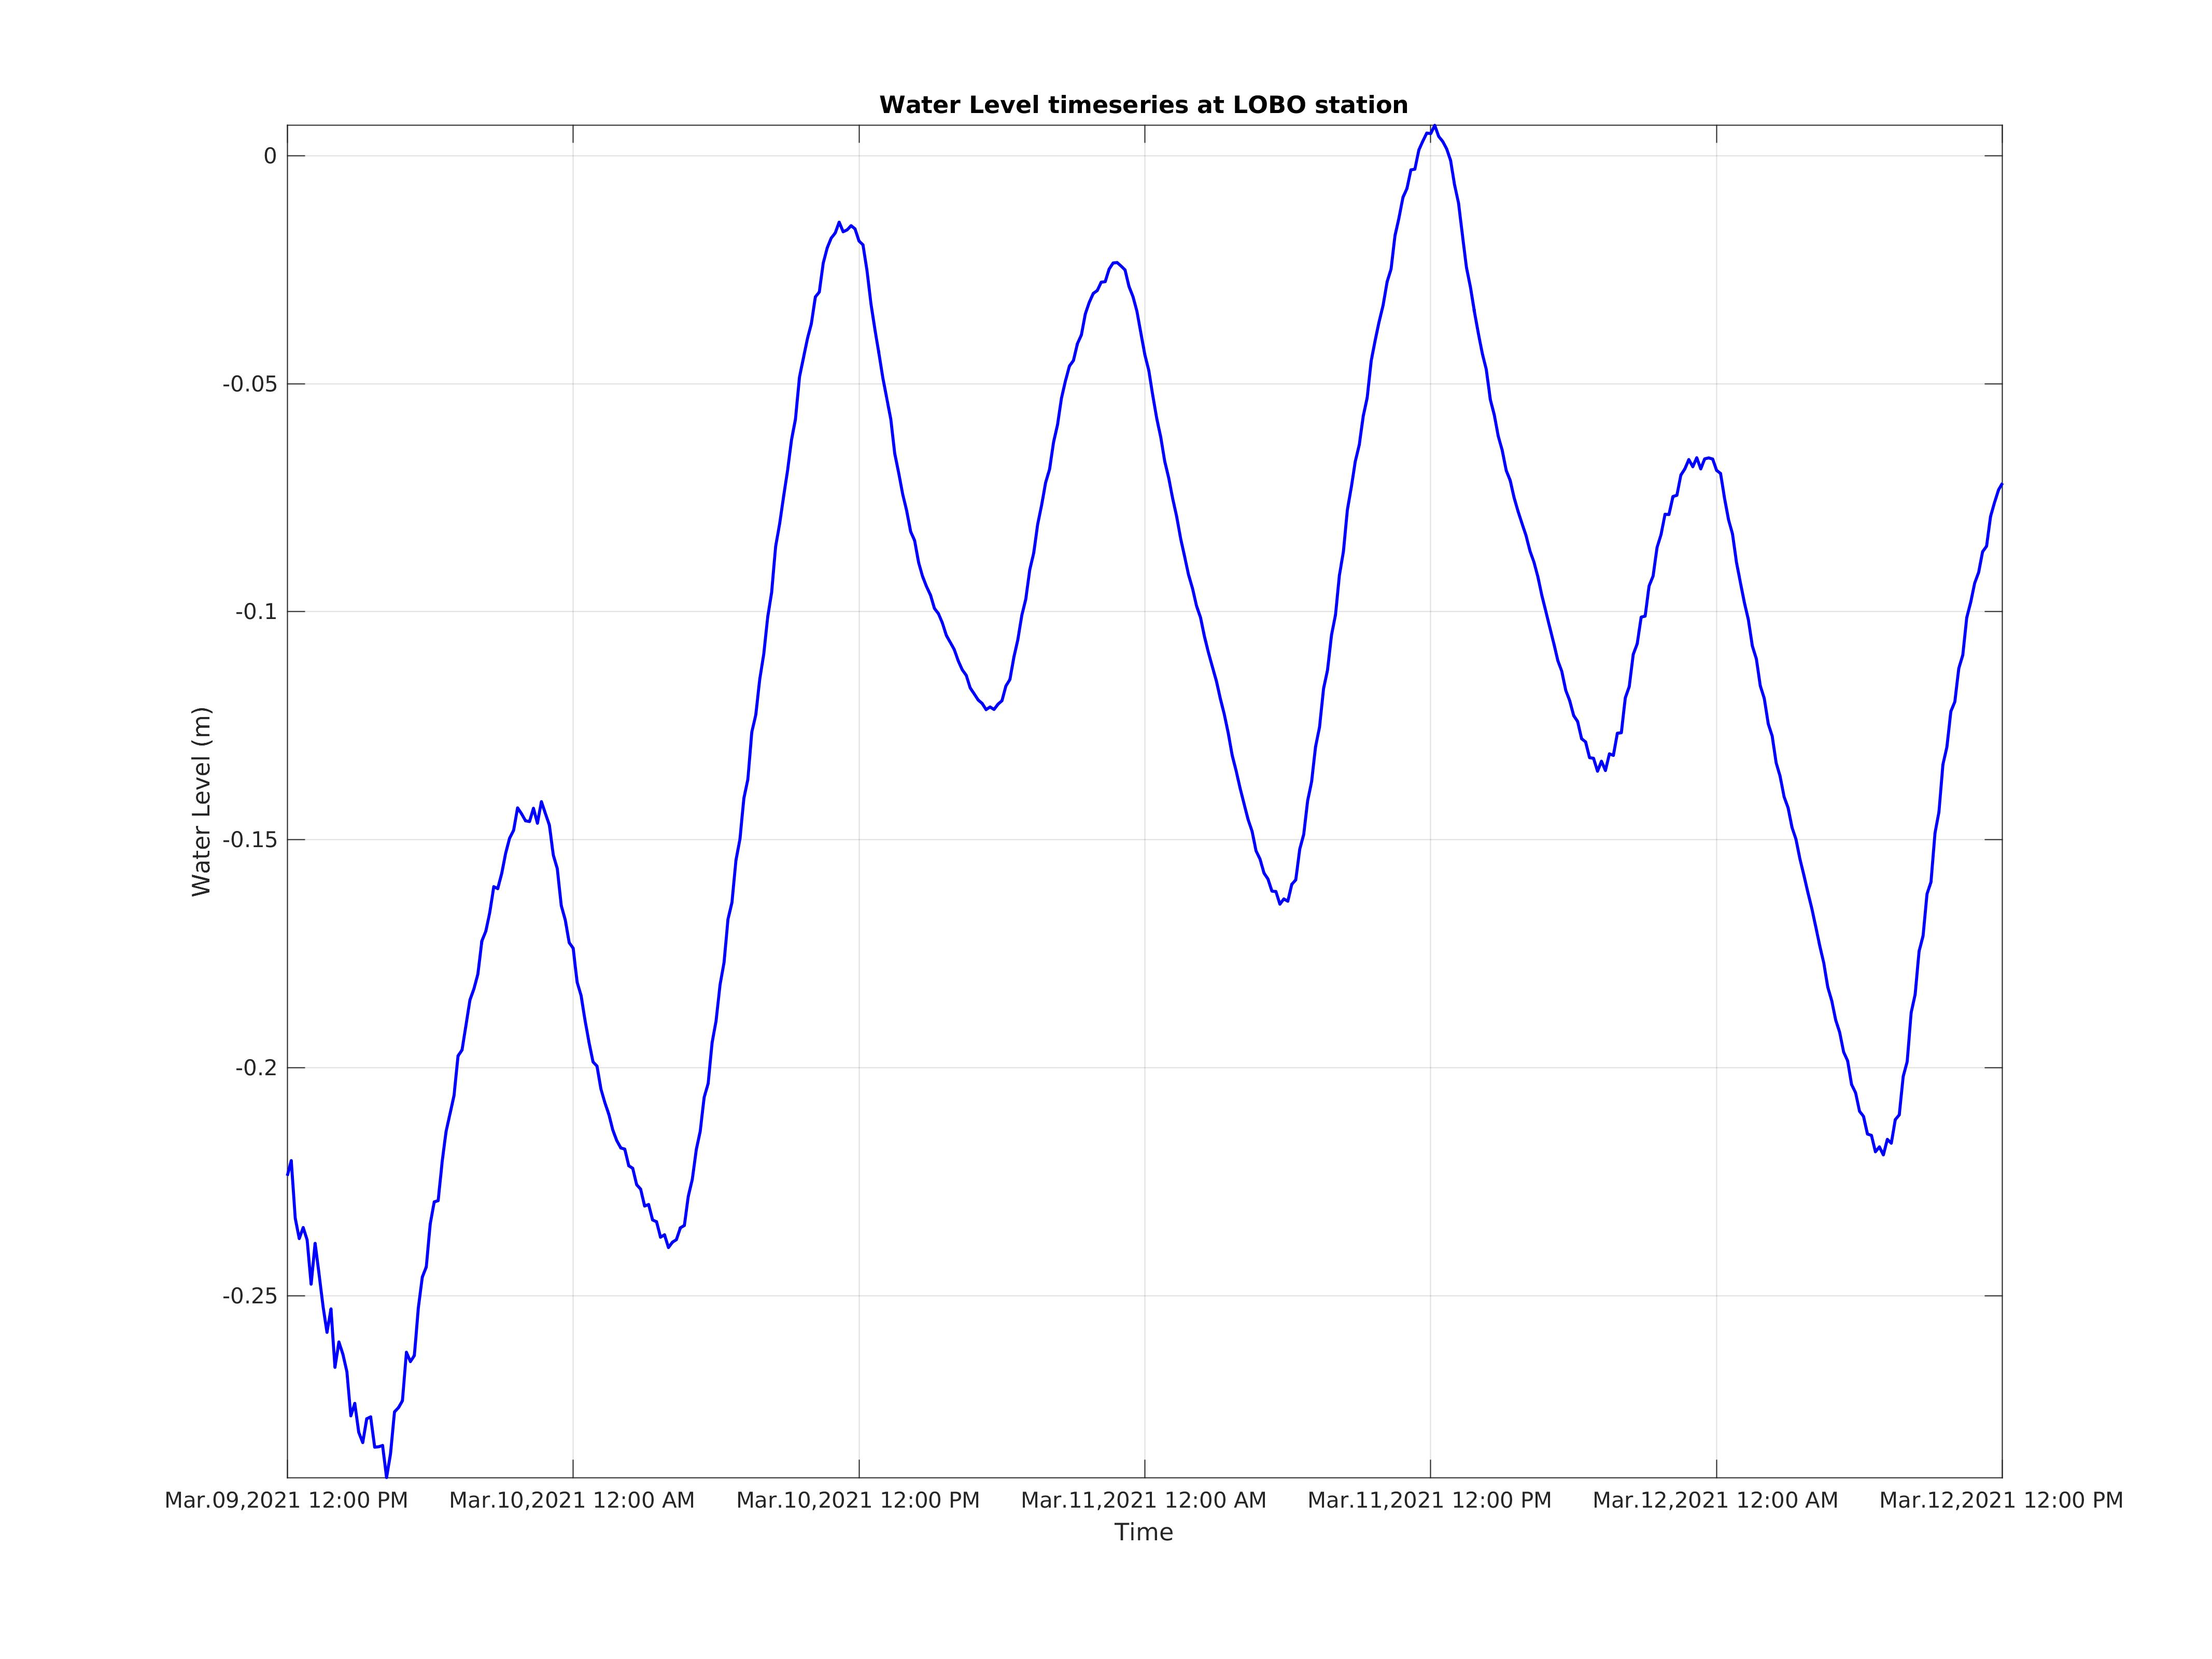 Water Level timeseries at LOBO station
0
-0.05
-0.1
-0.15
-0.2
-0.25
Water Level (m)
Mar.09,2021 12:00 PM Mar.10,2021 12:00 AM Mar.10,2021 12:00 PM Mar.11,2021 12:00 AM Mar.11,2021 12:00 PM Mar.12,2021 12:00 AM Mar.12,2021 12:00 PM
Time